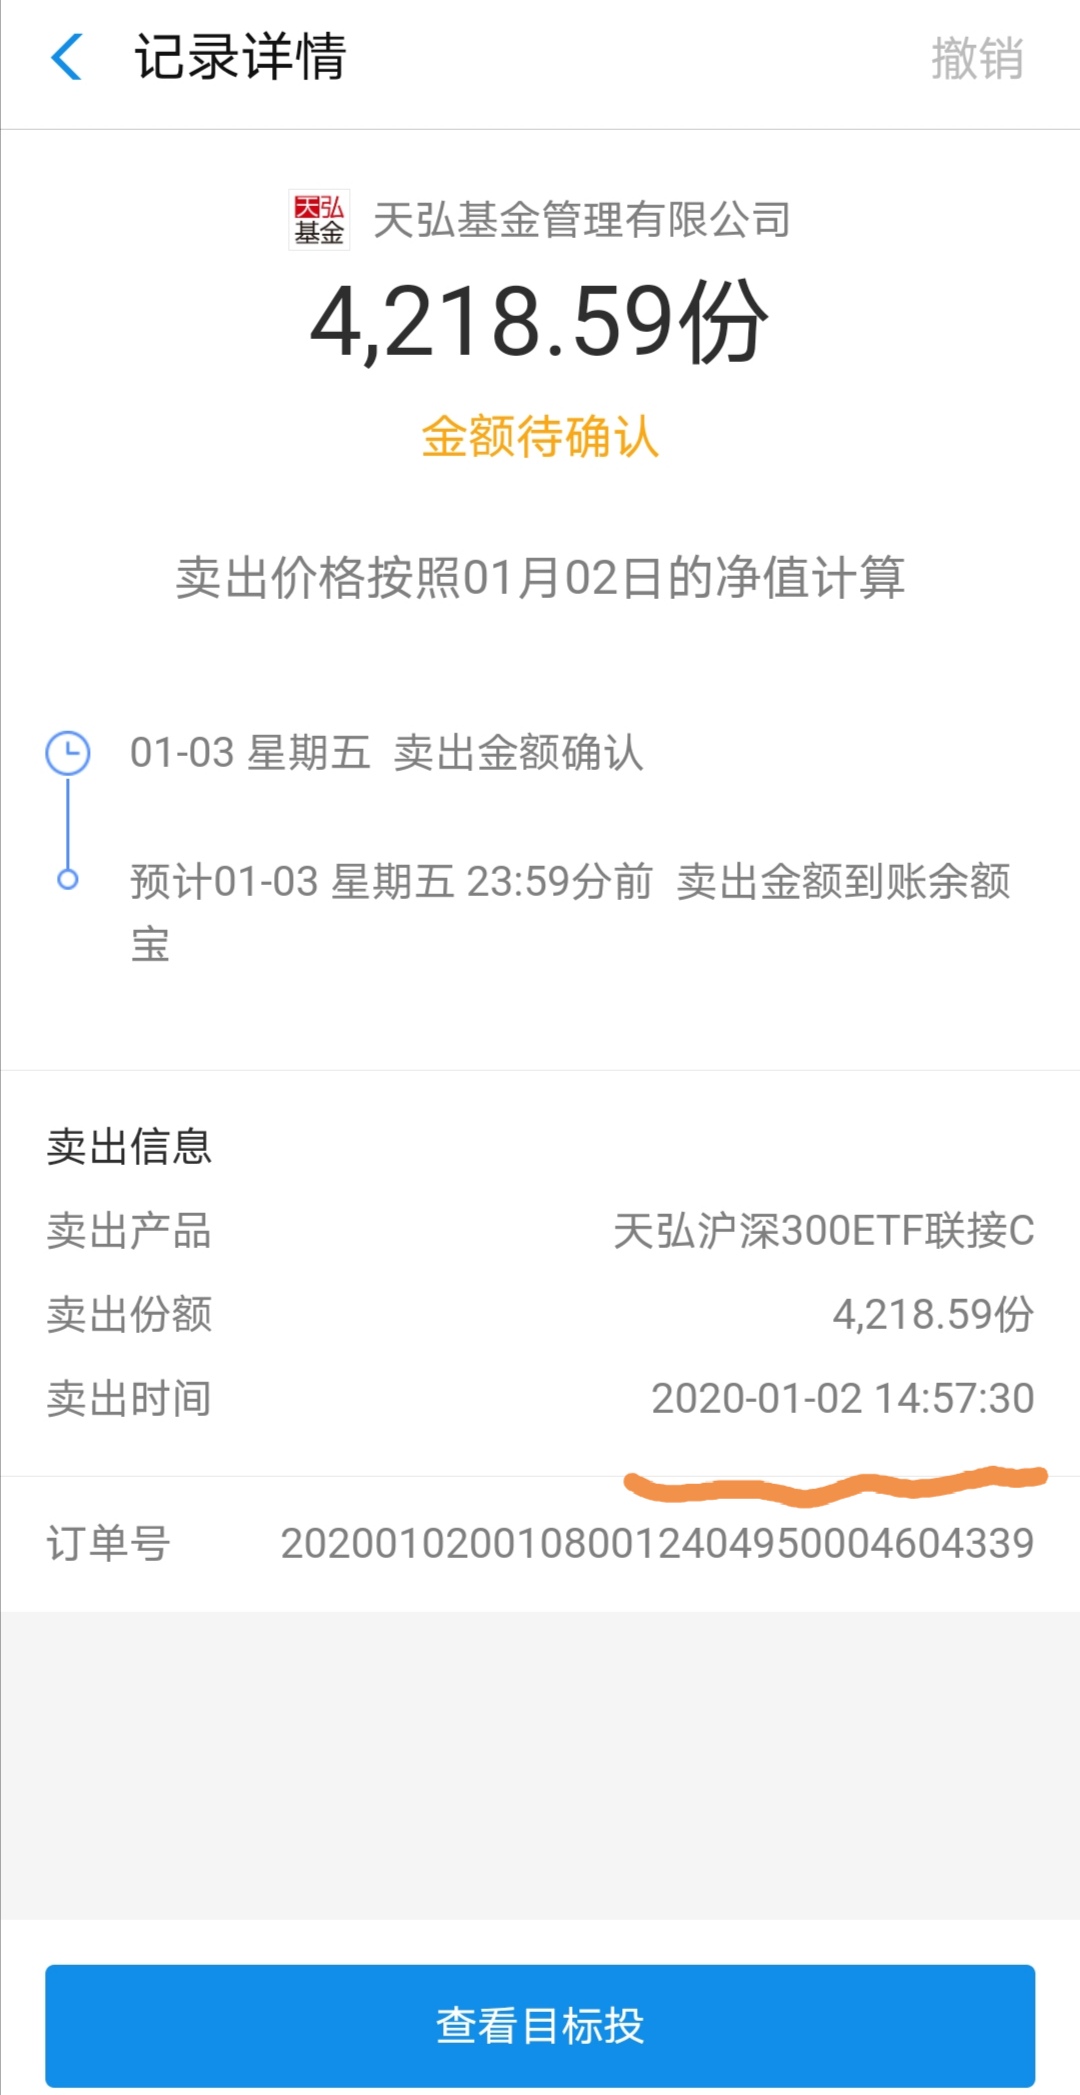 记录详情
撤销
天弘
基金
天弘基金管理有限公司
4,218.59份
金额待确认
卖出价格按照01月02日的净值计算
01-03 星期五 卖出金额确认
预计01-03 星期五 23:59分前 卖出金额到账余额
宝
卖出信息
卖出产品 天弘沪深300ETF联接C
卖出份额 4,218.59份
卖出时间 2020-01-02 14:57:30
订单号 20200102001080012404950004604339
查看目标投